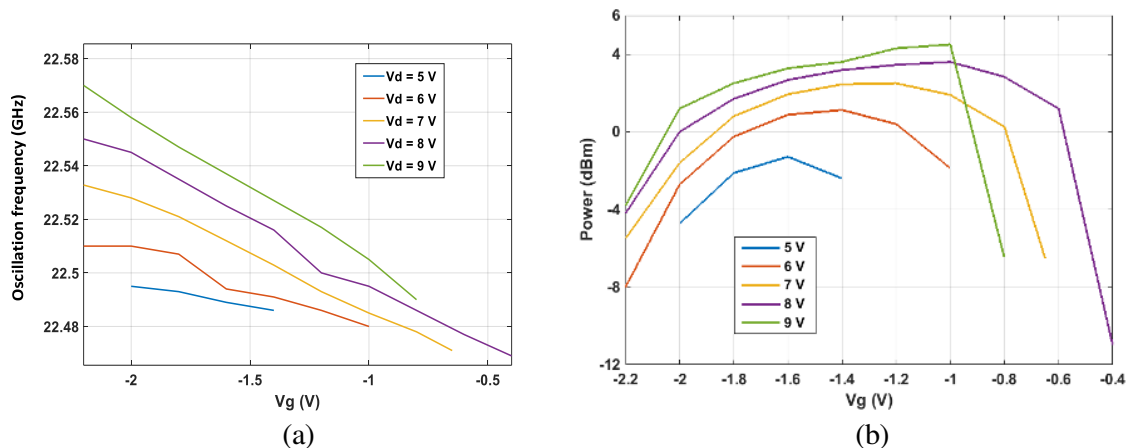 22.58
22.56
22.54
22.52
22.5
22.48
Oscillation frequency (GHz)
Vd = 5 V
Vd = 6 V
Vd = 7 V
Vd = 8 V
Vd = 9 V
-2
-1.5
-1
-0.5
Vg (V)
(a)
6
4
0
-4
-8
-12
Power (dBm)
5 V
6 V
7 V
8 V
9 V
-2.2
-2
-1.8
-1.6
-1.4
-1.2
-1
-0.8
-0.6
-0.4
Vg (V)
(b)